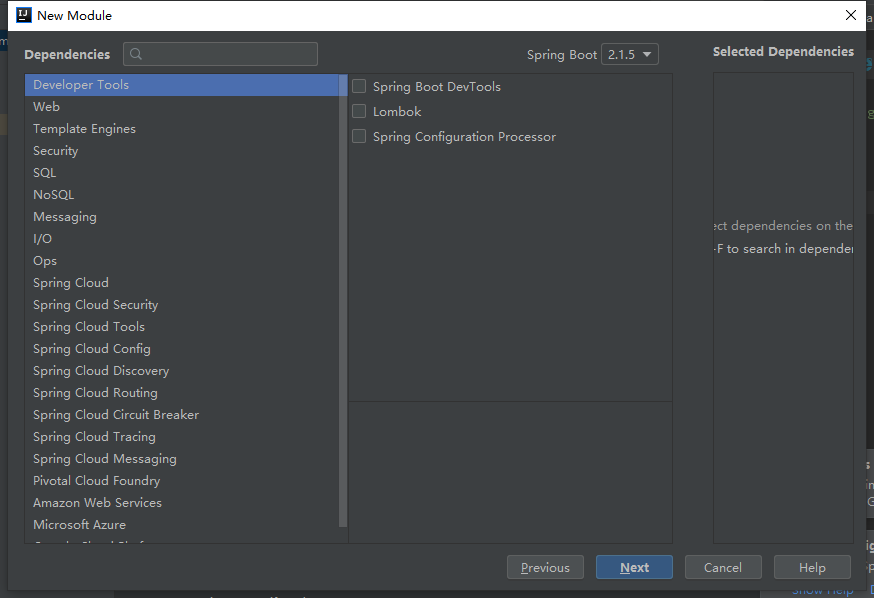 New Module
Dependencies
Spring Boot 2.1.5
Selected Dependencies
Developer Tools
Web
Template Engines
Security
SQL
NoSQL
Messaging
I/O
Ops
Spring Cloud
Spring Cloud Security
Spring Cloud Tools
Spring Cloud Config
Spring Cloud Discovery
Spring Cloud Routing
Spring Cloud Circuit Breaker
Spring Cloud Tracing
Spring Cloud Messaging
Pivotal Cloud Foundry
Amazon Web Services
Microsoft Azure
Spring Boot DevTools
Lombok
Spring Configuration Processor
ect dependencies on the
-F to search in depender
Previous
Next
Cancel
Help
Show Help